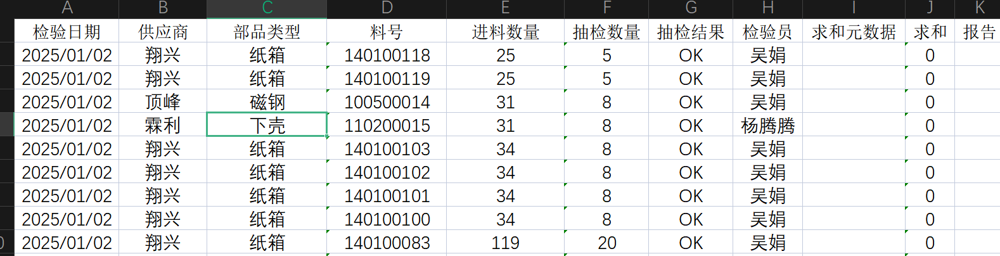 A B C D E F G H I J K
检验日期 供应商 部品类型 料号 进料数量 抽检数量 抽检结果 检验员 求和元数据 求和 报告
2025/01/02 翔兴 纸箱 140100118 25 5 OK 吴娟 0
2025/01/02 翔兴 纸箱 140100119 25 5 OK 吴娟 0
2025/01/02 顶峰 磁钢 100500014 31 8 OK 吴娟 0
2025/01/02 霖利 下壳 110200015 31 8 OK 杨腾腾 0
2025/01/02 翔兴 纸箱 140100103 34 8 OK 吴娟 0
2025/01/02 翔兴 纸箱 140100102 34 8 OK 吴娟 0
2025/01/02 翔兴 纸箱 140100101 34 8 OK 吴娟 0
2025/01/02 翔兴 纸箱 140100100 34 8 OK 吴娟 0
0 2025/01/02 翔兴 纸箱 140100083 119 20 OK 吴娟 0